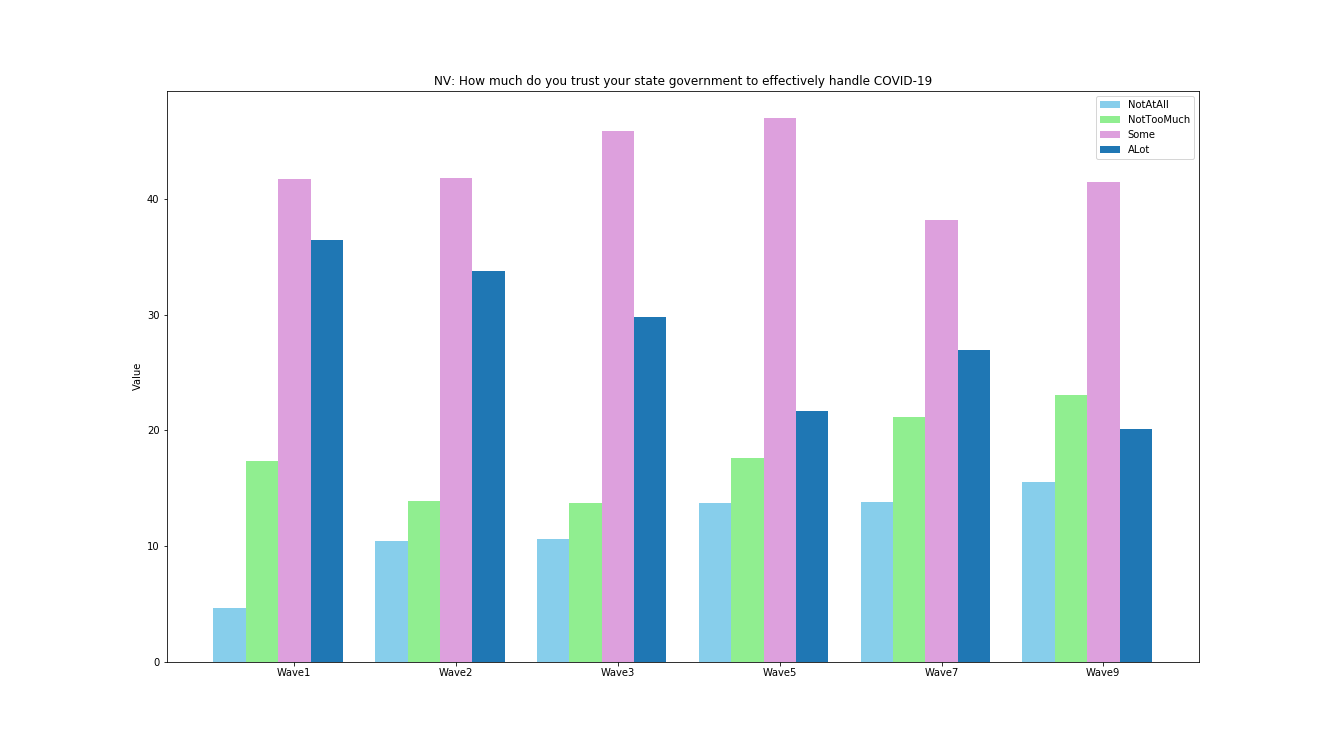 NV: How much do you trust your state government to effectively handle COVID-19
NotAtAll
NotTooMuch
Some
ALot
Value
40
30
20
10
0
Wave1 Wave2 Wave3 Wave5 Wave7 Wave9